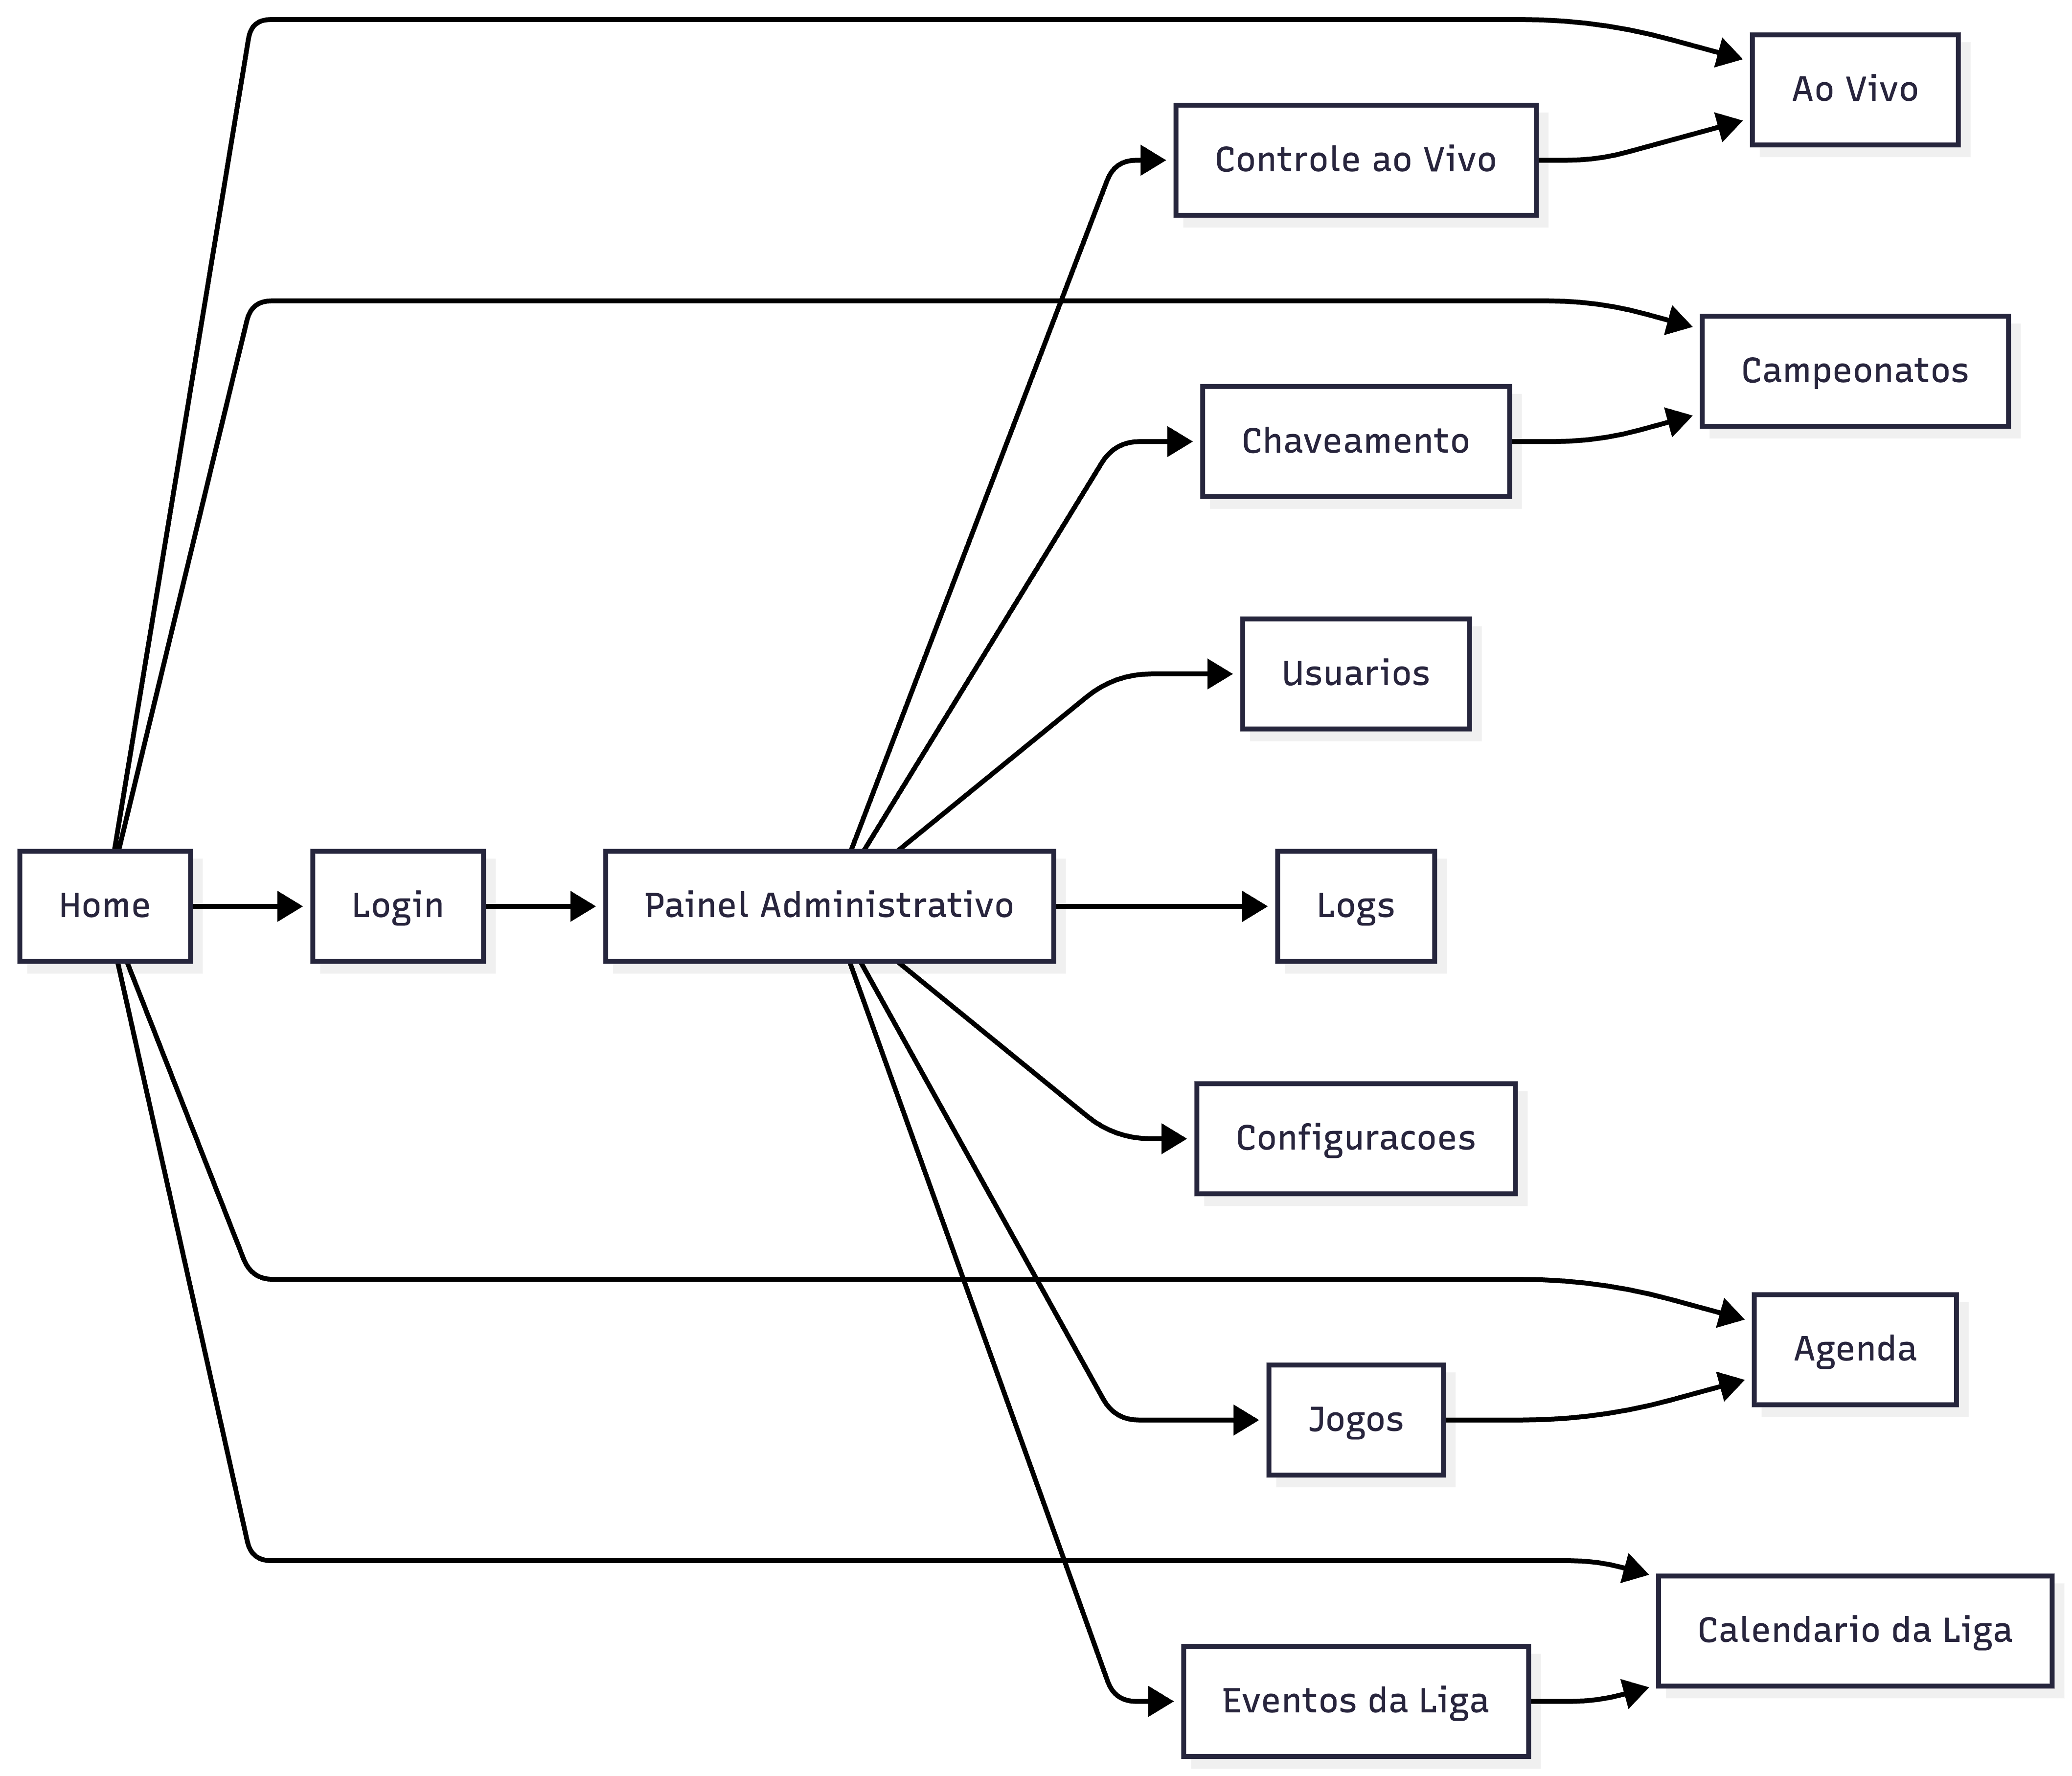 Ao Vivo
Controle ao Vivo
Campeonatos
Chaveamento
Usuarios
Home
Login
Painel Administrativo
Logs
Configuracoes
Agenda
Jogos
Calendario da Liga
Eventos da Liga